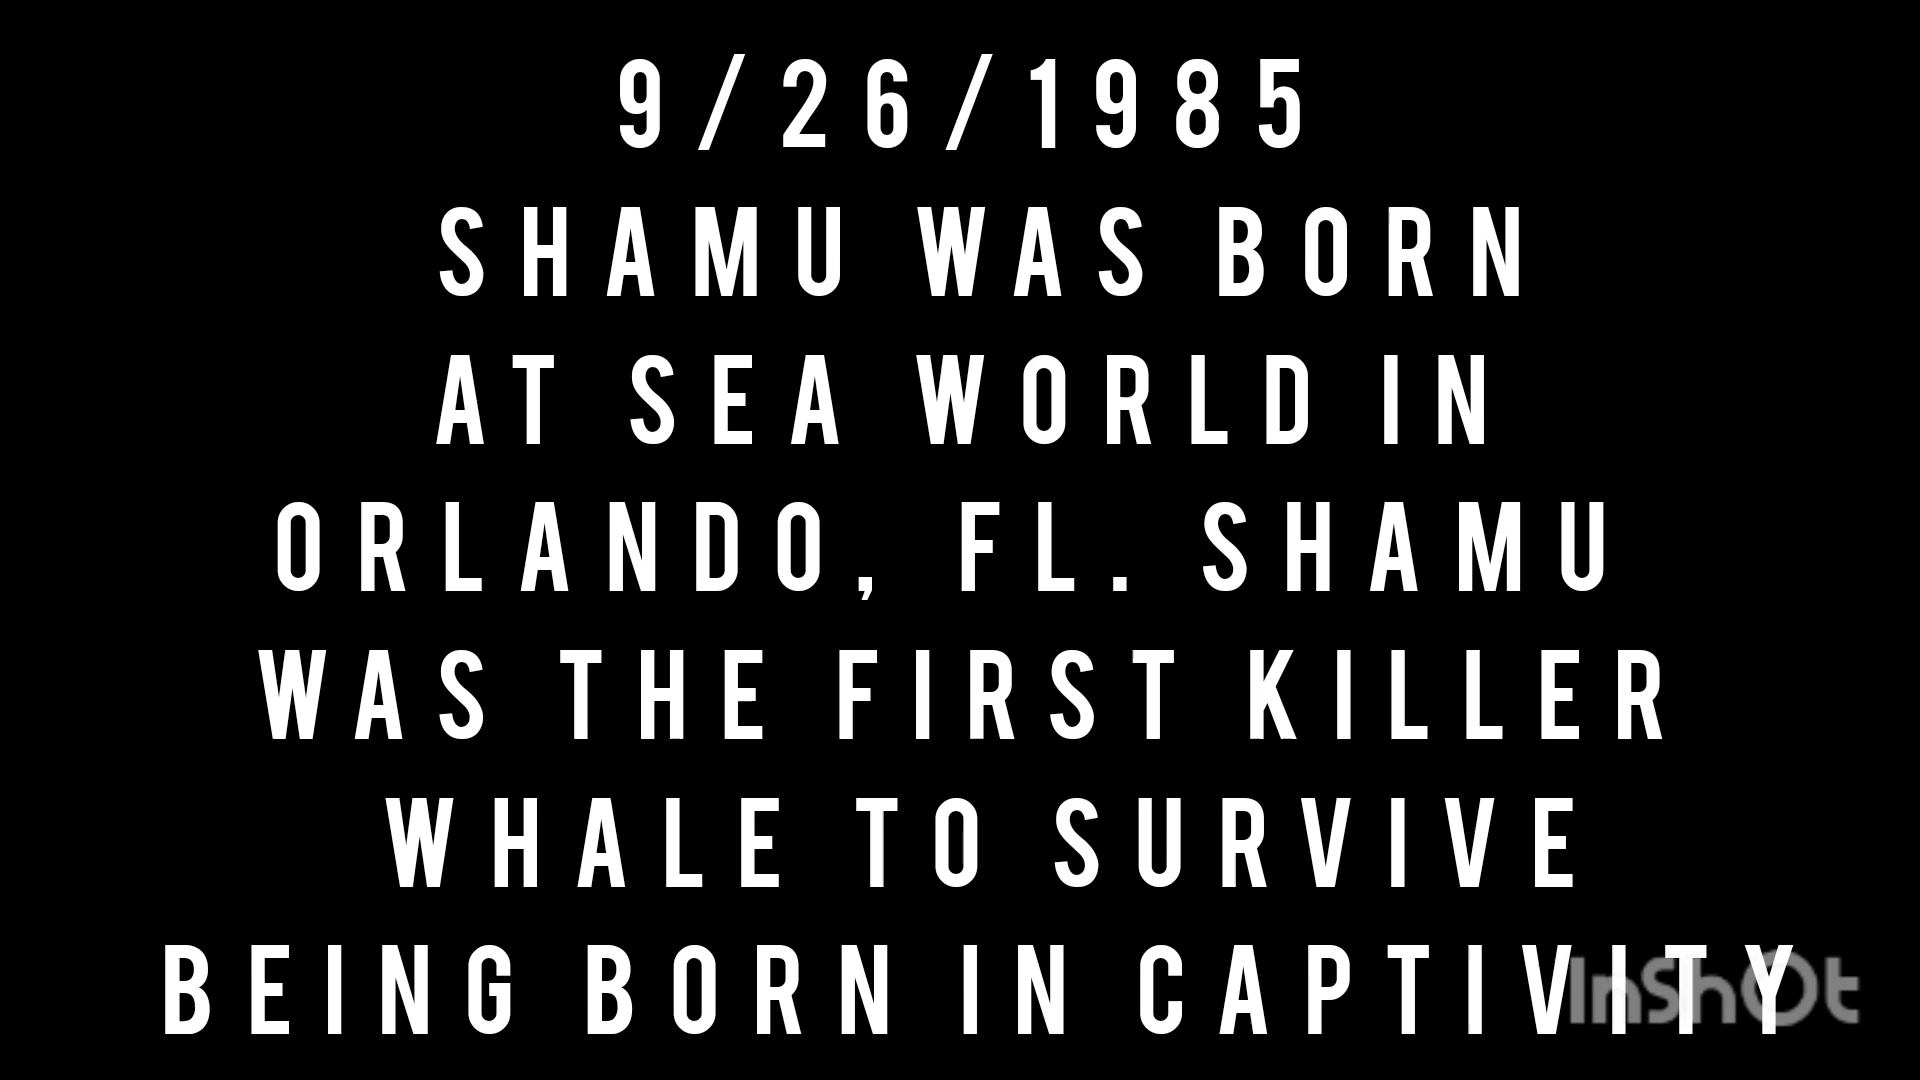 9/26/1985
SHAMU WAS BORN
AT SEA WORLD IN
ORLANDO, FL. SHAMU
WAS THE FIRST KILLER
WHALE TO SURVIVE
BEING BORN IN CAPTIVITY
InShOt